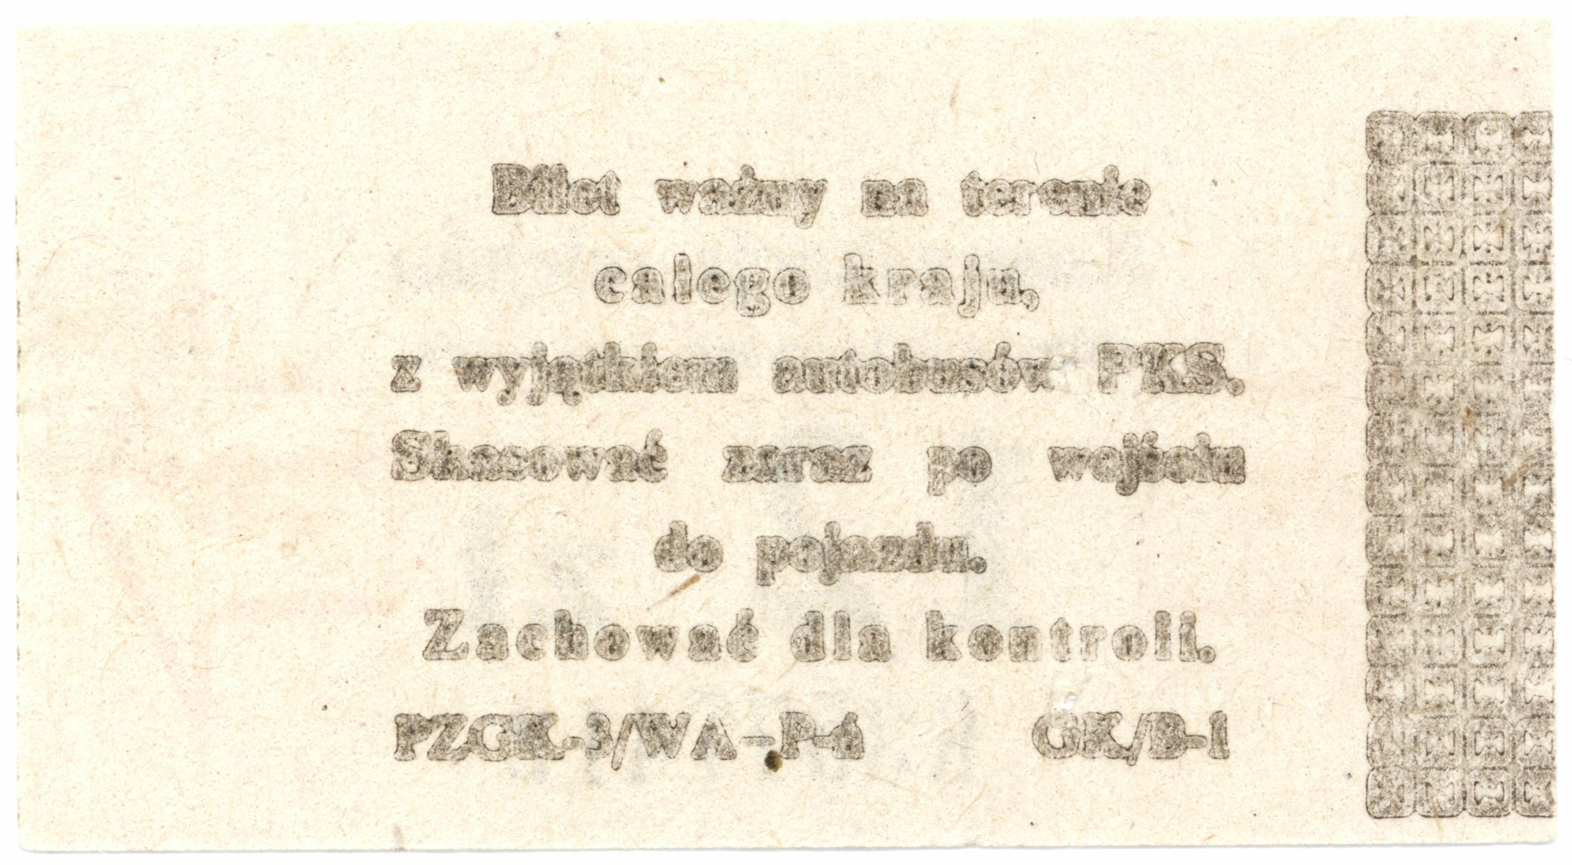 Bilet ważny na terenie
całego kraju,
z wyjątkiem autobusów PKS.
Skasować zaraz po wejściu
do pojazdu.
Zachować dla kontroli.
PZGK-3/WA-P-6 GK/B-1